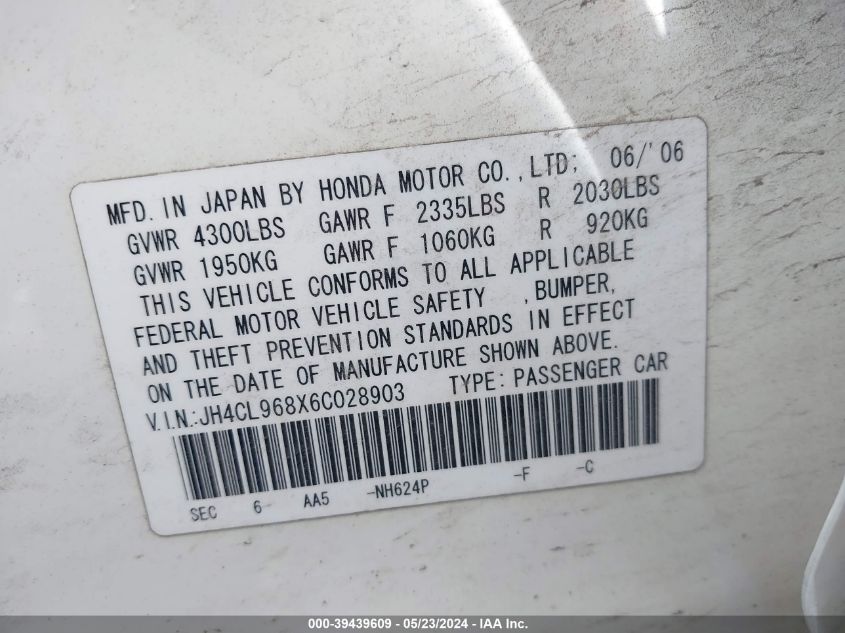 MFD. IN JAPAN BY HONDA MOTOR CO.,LTD; 06/'06
GVWR 4300LBS GAWR F 2335LBS R 2030LBS
GVWR 1950KG GAWR F 1060KG R 920KG
THIS VEHICLE CONFORMS TO ALL APPLICABLE
FEDERAL MOTOR VEHICLE SAFETY ,BUMPER,
AND THEFT PREVENTION STANDARDS IN EFFECT
ON THE DATE OF MANUFACTURE SHOWN ABOVE.
V.I.N.:JH4CL968X6C028903 TYPE: PASSENGER CAR
SEC 6 AA5 -NH624P -F -C
000-39439609 - 05/23/2024 - IAA Inc.